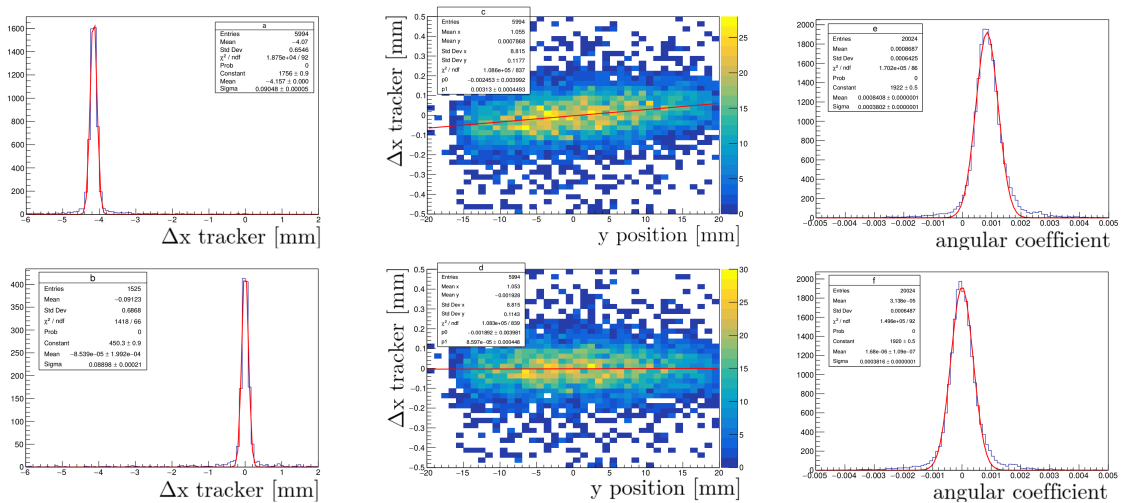 a
Entries 5994
Mean −4.07
Std Dev 0.6546
χ² / ndf 1.875e+04 / 92
Prob 0
Constant 1756 ± 0.9
Mean −4.157 ± 0.000
Sigma 0.09048 ± 0.00005
1600
1400
1200
1000
800
600
400
200
0
−6 −5 −4 −3 −2 −1 0 1 2
Δx tracker [mm]
c
Entries 5994
Mean x 1.055
Mean y 0.0007868
Std Dev x 8.815
Std Dev y 0.1177
χ² / ndf 1.086e+05 / 837
p0 −0.002453 ± 0.003992
p1 0.00313 ± 0.0004493
Δx tracker [mm]
0.5
0.4
0.3
0.2
0.1
0
−0.1
−0.2
−0.3
−0.4
−0.5
−20 −15 −10 −5 0 5 10 15 20
y position [mm]
30
25
20
15
10
5
0
e
Entries 20024
Mean 0.0008687
Std Dev 0.0006425
χ² / ndf 1.702e+05 / 86
Prob 0
Constant 1922 ± 0.5
Mean 0.0008408 ± 0.0000001
Sigma 0.0003802 ± 0.0000001
2000
1800
1600
1400
1200
1000
800
600
400
200
0
−0.005 −0.004 −0.003 −0.002 −0.001 0 0.001 0.002 0.003 0.004 0.005
angular coefficient
b
Entries 1525
Mean −0.09123
Std Dev 0.6868
χ² / ndf 1418 / 66
Prob 0
Constant 450.3 ± 0.9
Mean −8.539e−05 ± 1.992e−04
Sigma 0.08898 ± 0.00021
400
350
300
250
200
150
100
50
0
−6 −5 −4 −3 −2 −1 0 1 2
Δx tracker [mm]
d
Entries 5994
Mean x 1.053
Mean y −0.001928
Std Dev x 8.815
Std Dev y 0.1143
χ² / ndf 1.083e+05 / 839
p0 −0.001892 ± 0.003981
p1 8.597e−05 ± 0.000448
Δx tracker [mm]
0.5
0.4
0.3
0.2
0.1
0
−0.1
−0.2
−0.3
−0.4
−0.5
−20 −15 −10 −5 0 5 10 15 20
y position [mm]
30
25
20
15
10
5
0
f
Entries 20024
Mean 3.138e−05
Std Dev 0.0006487
χ² / ndf 1.496e+05 / 92
Prob 0
Constant 1920 ± 0.5
Mean 1.68e−06 ± 1.09e−07
Sigma 0.0003816 ± 0.0000001
2000
1750
1500
1250
1000
750
500
250
0
−0.005 −0.004 −0.003 −0.002 −0.001 0 0.001 0.002 0.003 0.004 0.005
angular coefficient